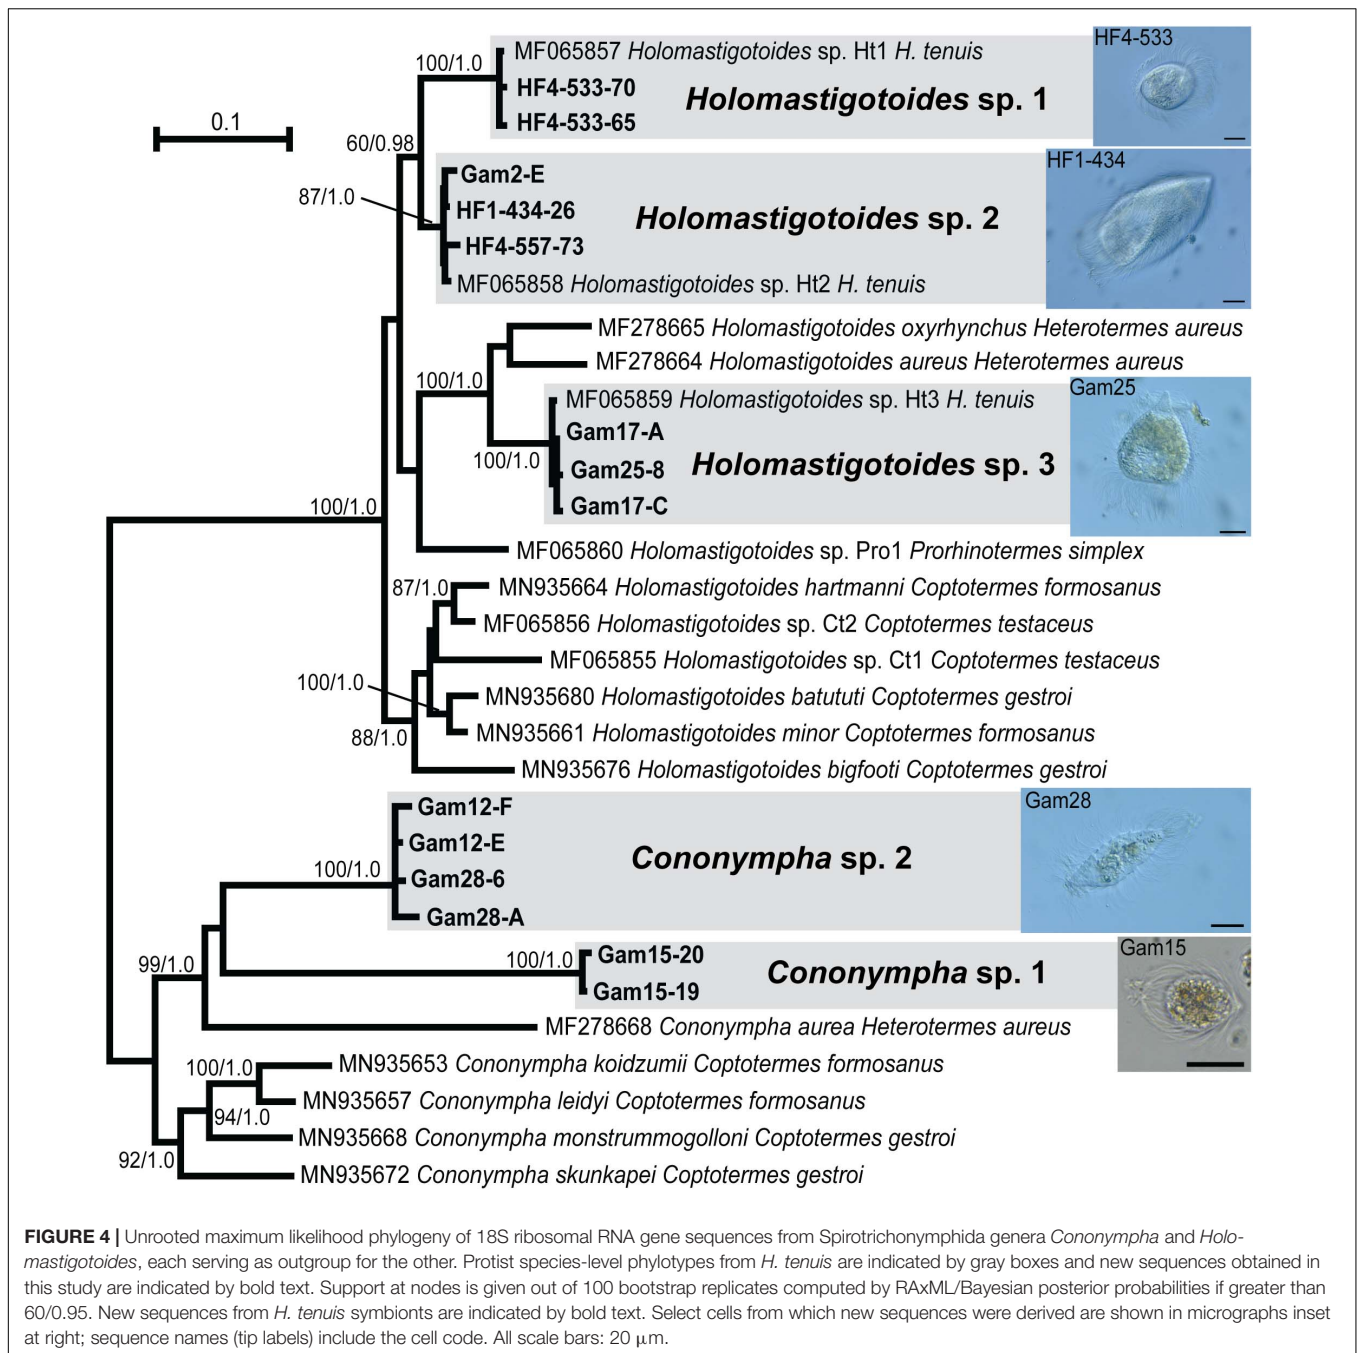 0.1
100/1.0
MF065857 Holomastigotoides sp. Ht1 H. tenuis
HF4-533-70
HF4-533-65
Holomastigotoides sp. 1
HF4-533
60/0.98
87/1.0
Gam2-E
HF1-434-26
HF4-557-73
MF065858 Holomastigotoides sp. Ht2 H. tenuis
Holomastigotoides sp. 2
HF1-434
MF278665 Holomastigotoides oxyrhynchus Heterotermes aureus
MF278664 Holomastigotoides aureus Heterotermes aureus
100/1.0
MF065859 Holomastigotoides sp. Ht3 H. tenuis
Gam17-A
100/1.0
Gam25-8
Gam17-C
Holomastigotoides sp. 3
Gam25
100/1.0
MF065860 Holomastigotoides sp. Pro1 Prorhinotermes simplex
87/1.0
MN935664 Holomastigotoides hartmanni Coptotermes formosanus
MF065856 Holomastigotoides sp. Ct2 Coptotermes testaceus
MF065855 Holomastigotoides sp. Ct1 Coptotermes testaceus
100/1.0
MN935680 Holomastigotoides batututi Coptotermes gestroi
MN935661 Holomastigotoides minor Coptotermes formosanus
88/1.0
MN935676 Holomastigotoides bigfooti Coptotermes gestroi
Gam12-F
Gam12-E
100/1.0
Gam28-6
Gam28-A
Cononympha sp. 2
Gam28
99/1.0
100/1.0
Gam15-20
Gam15-19
Cononympha sp. 1
Gam15
MF278668 Cononympha aurea Heterotermes aureus
100/1.0
MN935653 Cononympha koidzumii Coptotermes formosanus
MN935657 Cononympha leidyi Coptotermes formosanus
94/1.0
MN935668 Cononympha monstrummogolloni Coptotermes gestroi
92/1.0
MN935672 Cononympha skunkapei Coptotermes gestroi
FIGURE 4 | Unrooted maximum likelihood phylogeny of 18S ribosomal RNA gene sequences from Spirotrichonymphida genera Cononympha and Holo-
mastigotoides, each serving as outgroup for the other. Protist species-level phylotypes from H. tenuis are indicated by gray boxes and new sequences obtained in
this study are indicated by bold text. Support at nodes is given out of 100 bootstrap replicates computed by RAxML/Bayesian posterior probabilities if greater than
60/0.95. New sequences from H. tenuis symbionts are indicated by bold text. Select cells from which new sequences were derived are shown in micrographs inset
at right; sequence names (tip labels) include the cell code. All scale bars: 20 μm.